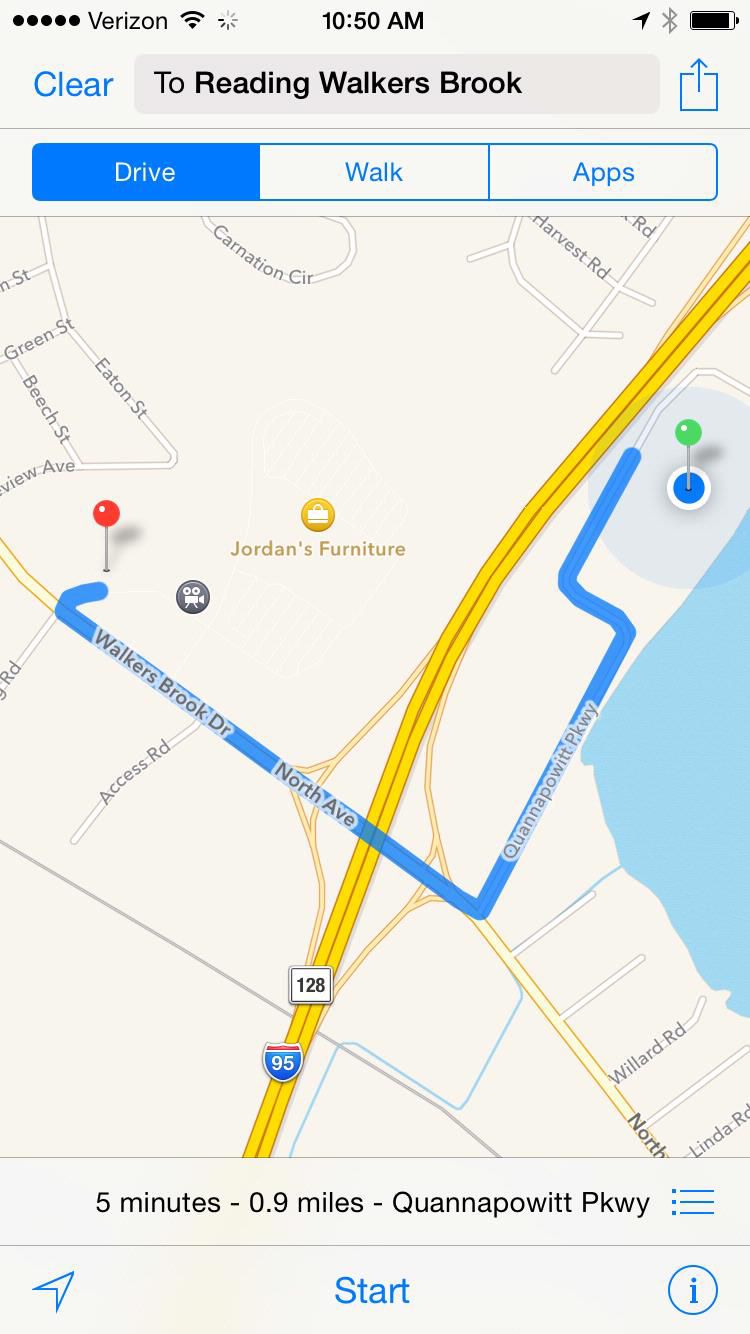 Verizon 10:50 AM
Clear To Reading Walkers Brook
Drive Walk Apps
Carnation Cir
Harvest Rd
Rd
n St
Green St
Eaton St
Beech St
view Ave
Jordan's Furniture
Walkers Brook Dr
g Rd
Access Rd
North Ave
Quannapowitt Pkwy
128
95
Willard Rd
North
Linda Rd
5 minutes - 0.9 miles - Quannapowitt Pkwy
Start